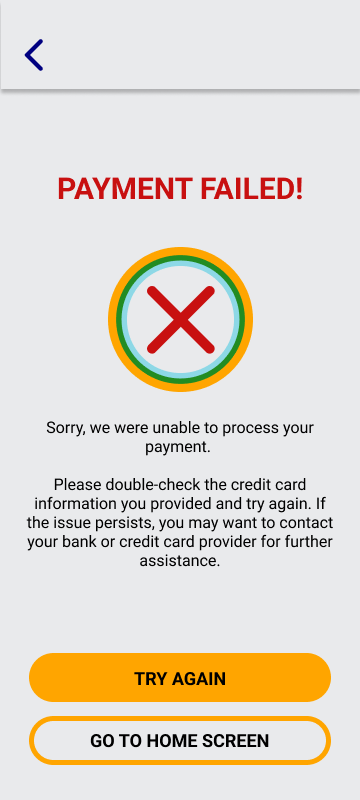 PAYMENT FAILED!
Sorry, we were unable to process your
payment.
Please double-check the credit card
information you provided and try again. If
the issue persists, you may want to contact
your bank or credit card provider for further
assistance.
TRY AGAIN
GO TO HOME SCREEN